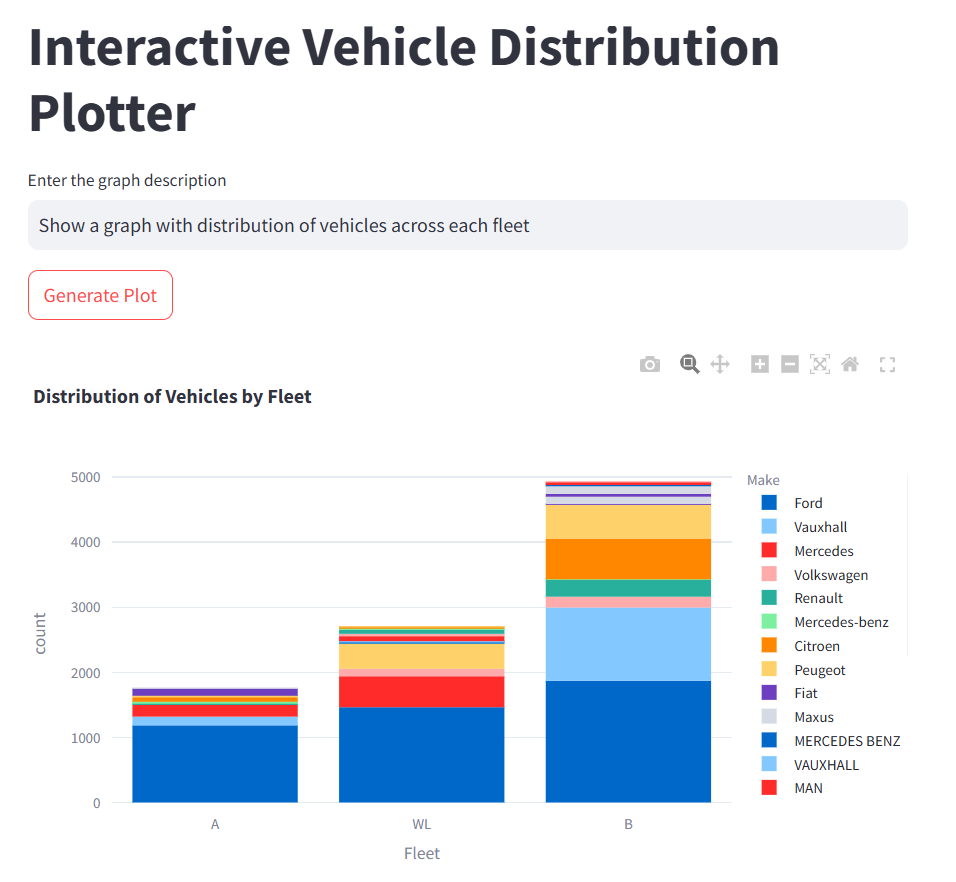 Interactive Vehicle Distribution
Plotter
Enter the graph description
Show a graph with distribution of vehicles across each fleet
Generate Plot
Distribution of Vehicles by Fleet
5000
4000
3000
2000
1000
0
count
A
WL
B
Fleet
Make
Ford
Vauxhall
Mercedes
Volkswagen
Renault
Mercedes-benz
Citroen
Peugeot
Fiat
Maxus
MERCEDES BENZ
VAUXHALL
MAN